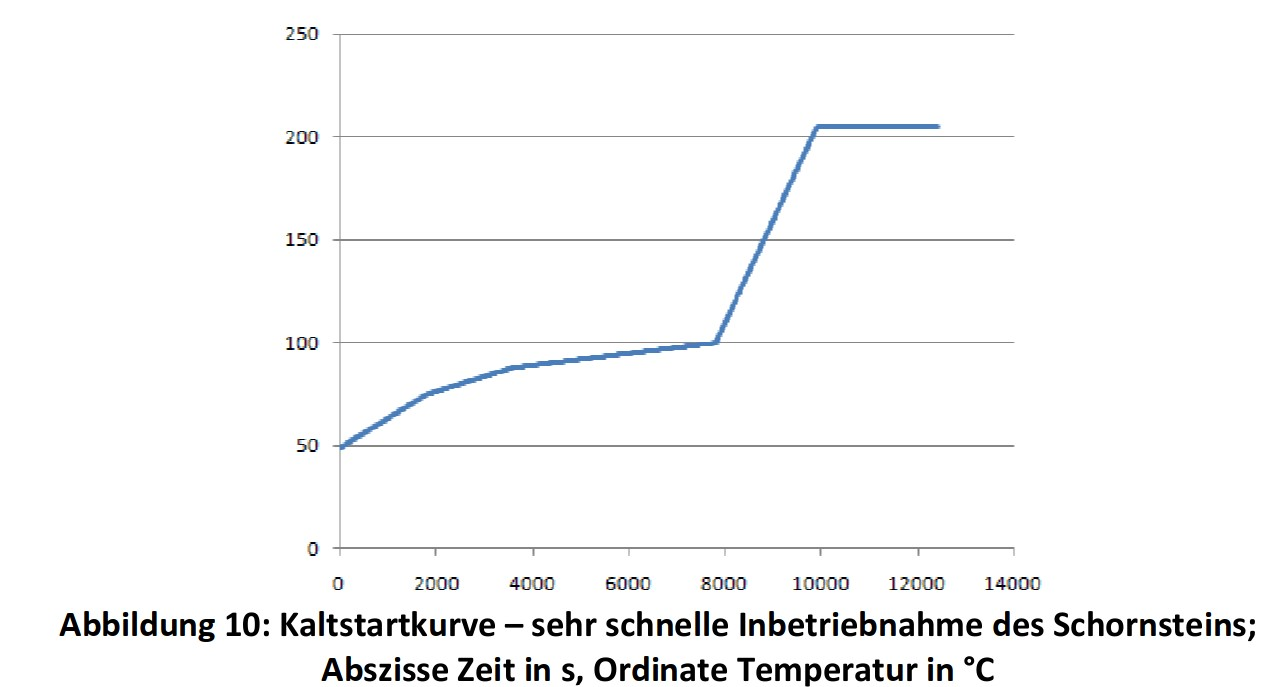 250
200
150
100
50
0
0 2000 4000 6000 8000 10000 12000 14000
Abbildung 10: Kaltstartkurve – sehr schnelle Inbetriebnahme des Schornsteins;
Abszisse Zeit in s, Ordinate Temperatur in °C